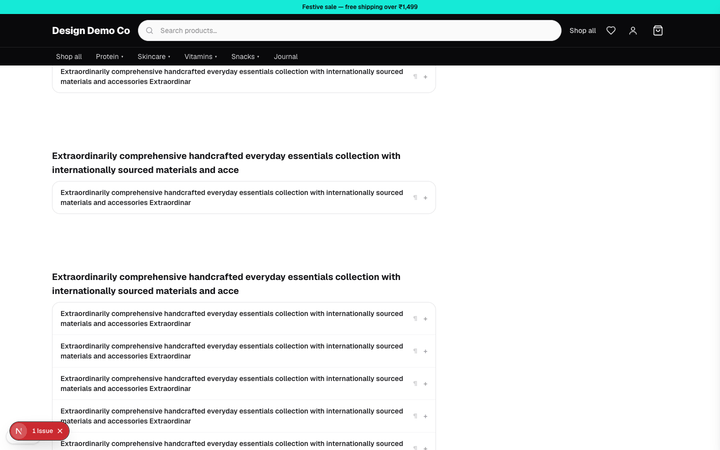 Festive sale — free shipping over ₹1,499
Design Demo Co
Search products...
Shop all
Shop all
Protein
Skincare
Vitamins
Snacks
Journal
Extraordinarily comprehensive handcrafted everyday essentials collection with internationally sourced
materials and accessories Extraordinar
¶ +
Extraordinarily comprehensive handcrafted everyday essentials collection with
internationally sourced materials and acce
Extraordinarily comprehensive handcrafted everyday essentials collection with internationally sourced
materials and accessories Extraordinar
¶ +
Extraordinarily comprehensive handcrafted everyday essentials collection with
internationally sourced materials and acce
Extraordinarily comprehensive handcrafted everyday essentials collection with internationally sourced
materials and accessories Extraordinar
¶ +
Extraordinarily comprehensive handcrafted everyday essentials collection with internationally sourced
materials and accessories Extraordinar
¶ +
Extraordinarily comprehensive handcrafted everyday essentials collection with internationally sourced
materials and accessories Extraordinar
¶ +
Extraordinarily comprehensive handcrafted everyday essentials collection with internationally sourced
materials and accessories Extraordinar
¶ +
Extraordinarily comprehensive handcrafted everyday essentials collection with internationally sourced
¶ +
N 1 Issue ×